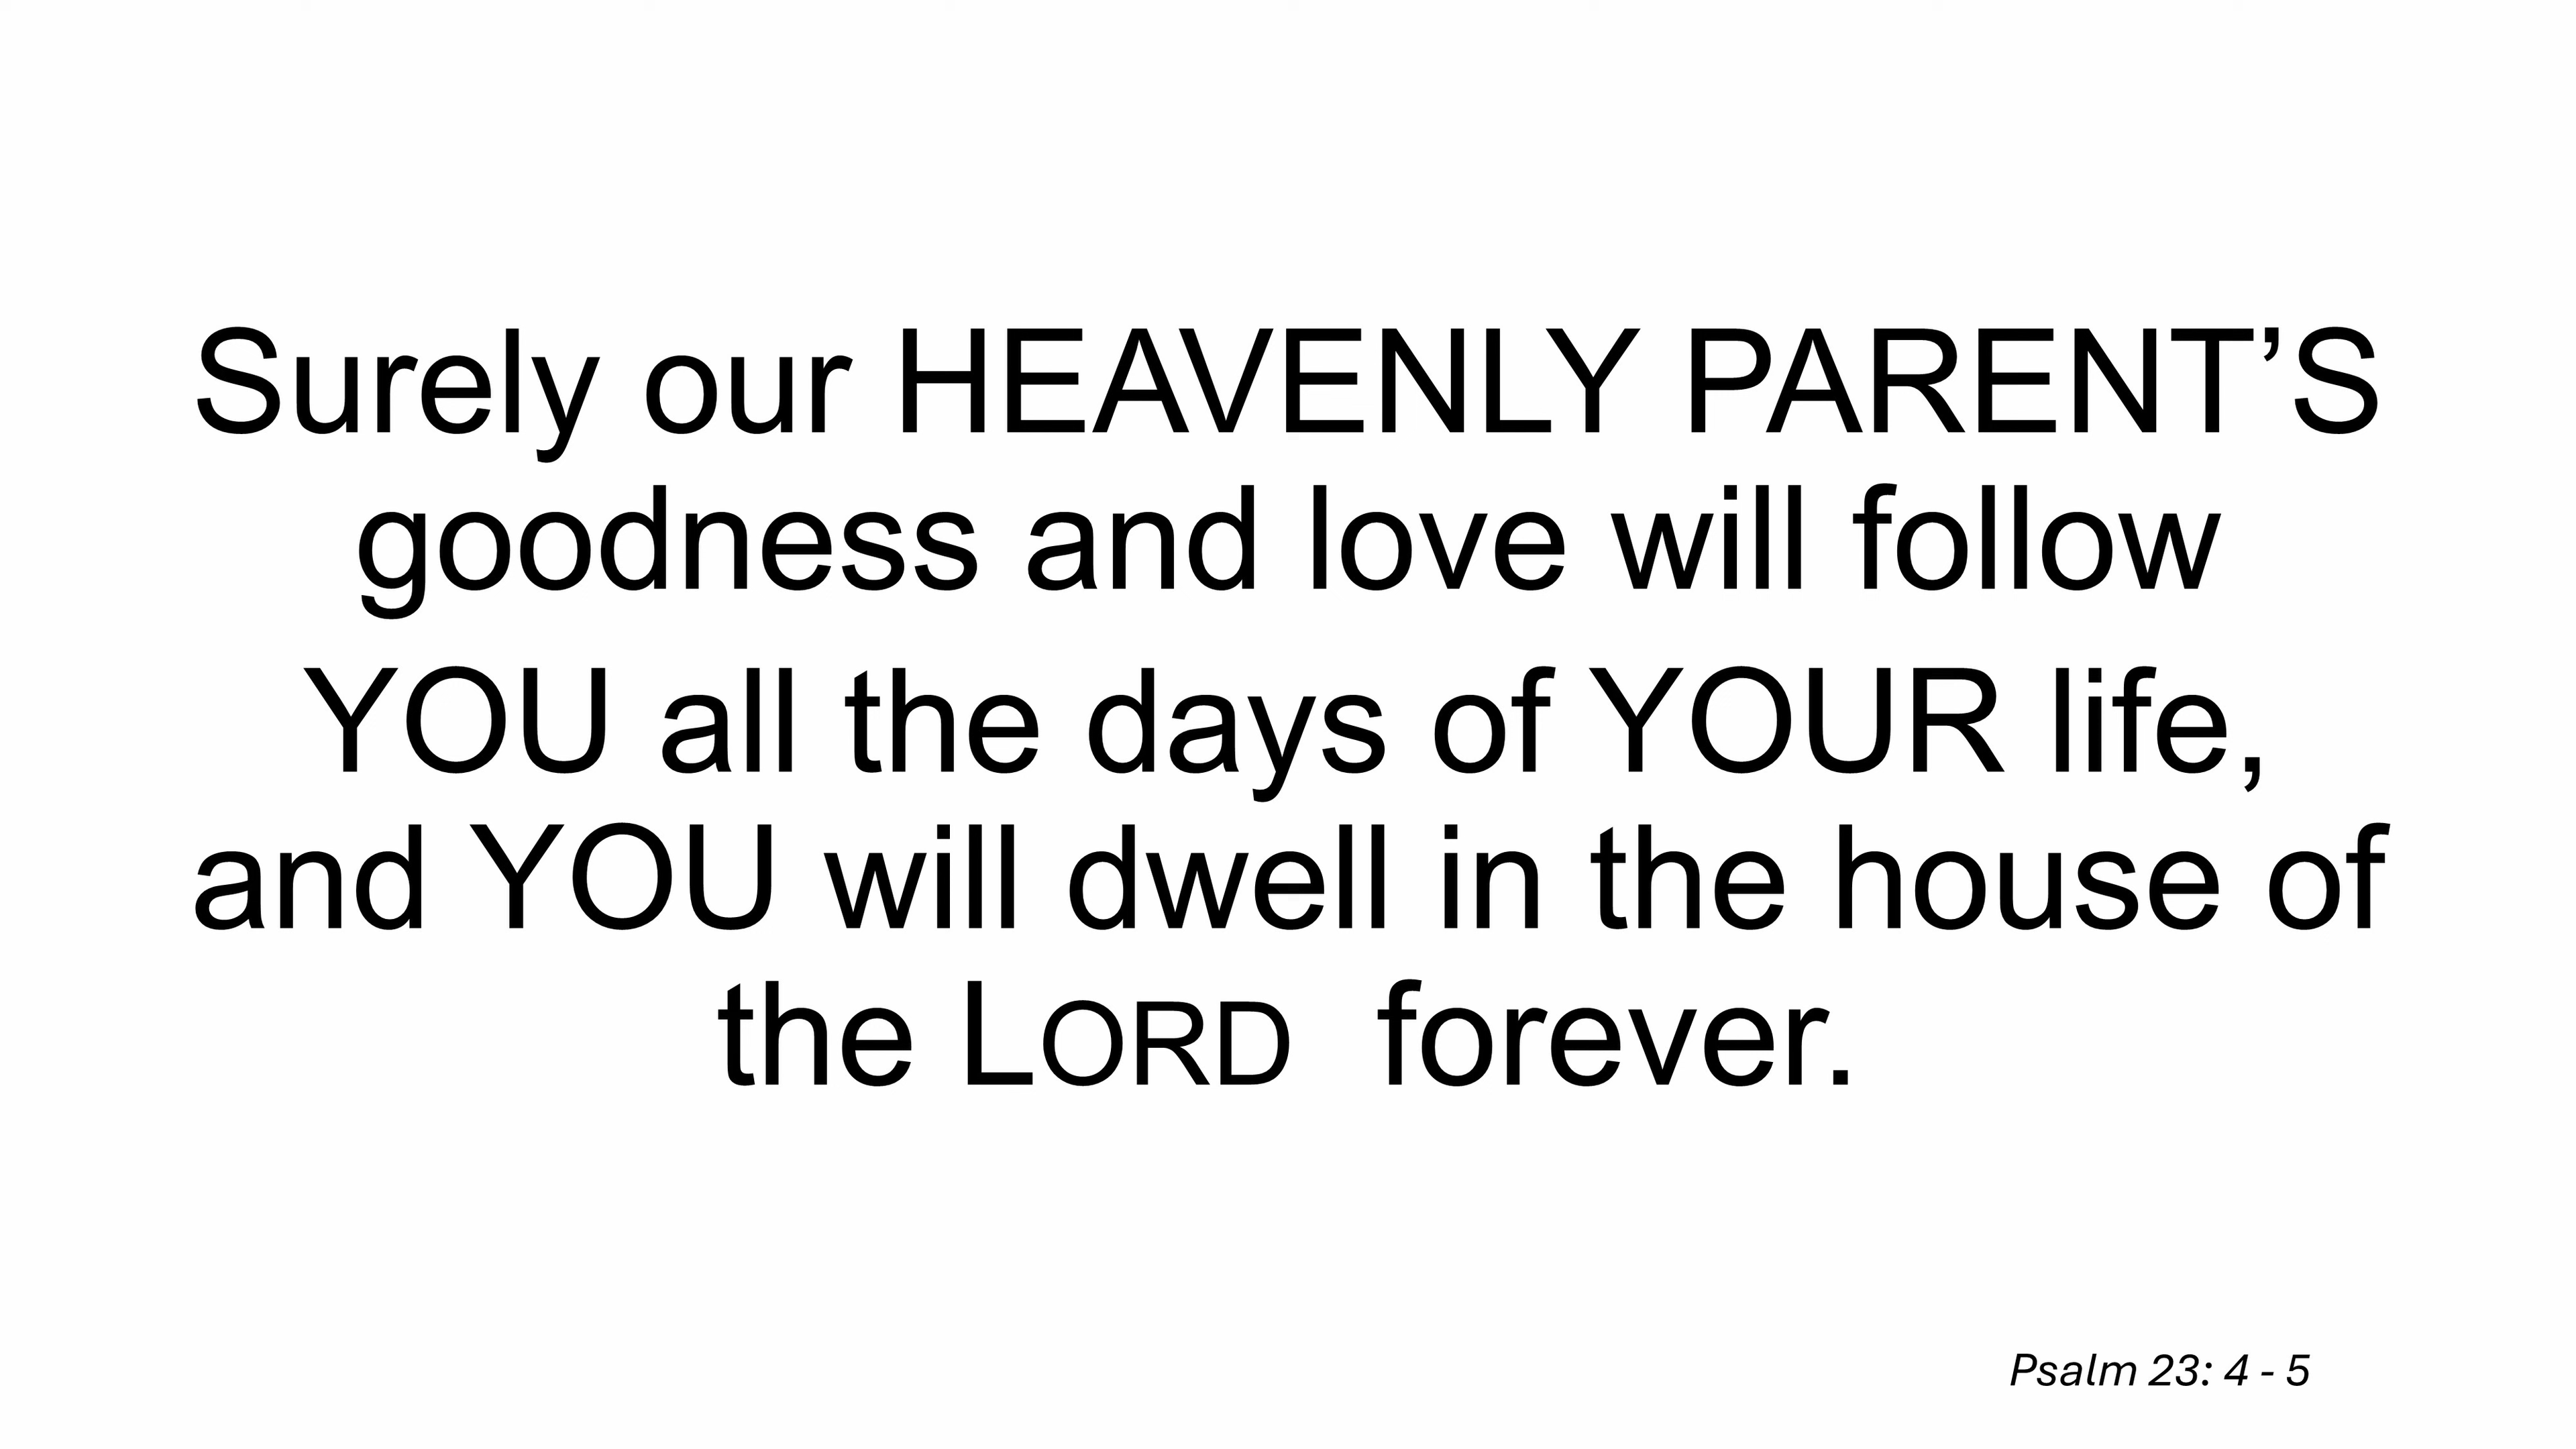 Surely our HEAVENLY PARENT’S
goodness and love will follow
YOU all the days of YOUR life,
and YOU will dwell in the house of
the LORD  forever.
Psalm 23: 4 - 5